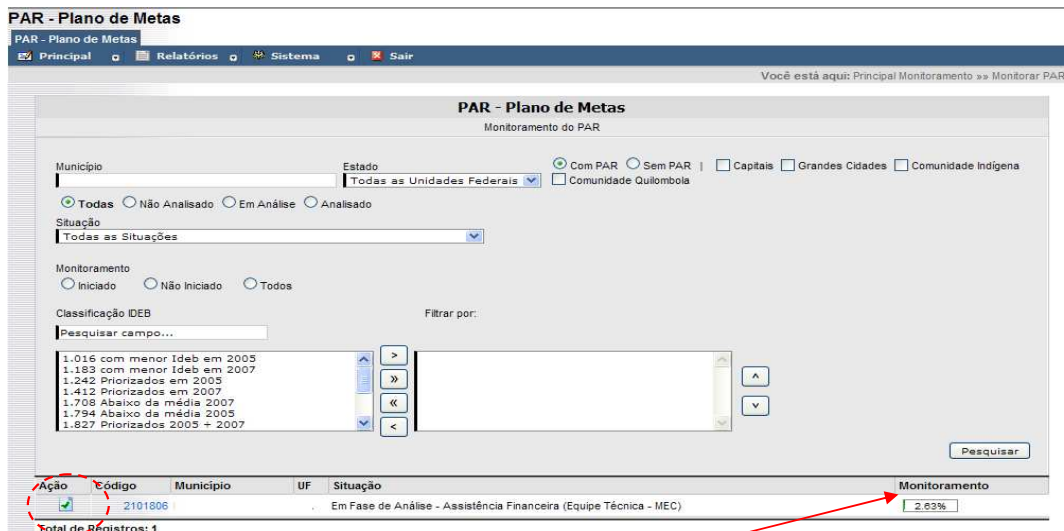 PAR - Plano de Metas
PAR - Plano de Metas
Principal Relatórios Sistema Sair
Você está aqui: Principal Monitoramento »» Monitorar PAR
PAR - Plano de Metas
Monitoramento do PAR
Município Estado Com PAR Sem PAR | Capitais Grandes Cidades Comunidade Indígena
Todas as Unidades Federais Comunidade Quilombola
Todas Não Analisado Em Análise Analisado
Situação
Todas as Situações
Monitoramento
Iniciado Não Iniciado Todos
Classificação IDEB Filtrar por:
Pesquisar campo...
1.016 com menor Ideb em 2005
1.183 com menor Ideb em 2007
1.242 Priorizados em 2005
1.412 Priorizados em 2007
1.708 Abaixo da média 2007
1.794 Abaixo da média 2005
1.827 Priorizados 2005 + 2007
> » « < ^ v
Pesquisar
Ação Código Município UF Situação Monitoramento
2101806 . Em Fase de Análise - Assistência Financeira (Equipe Técnica - MEC) 2.63%
Total de Registros: 1